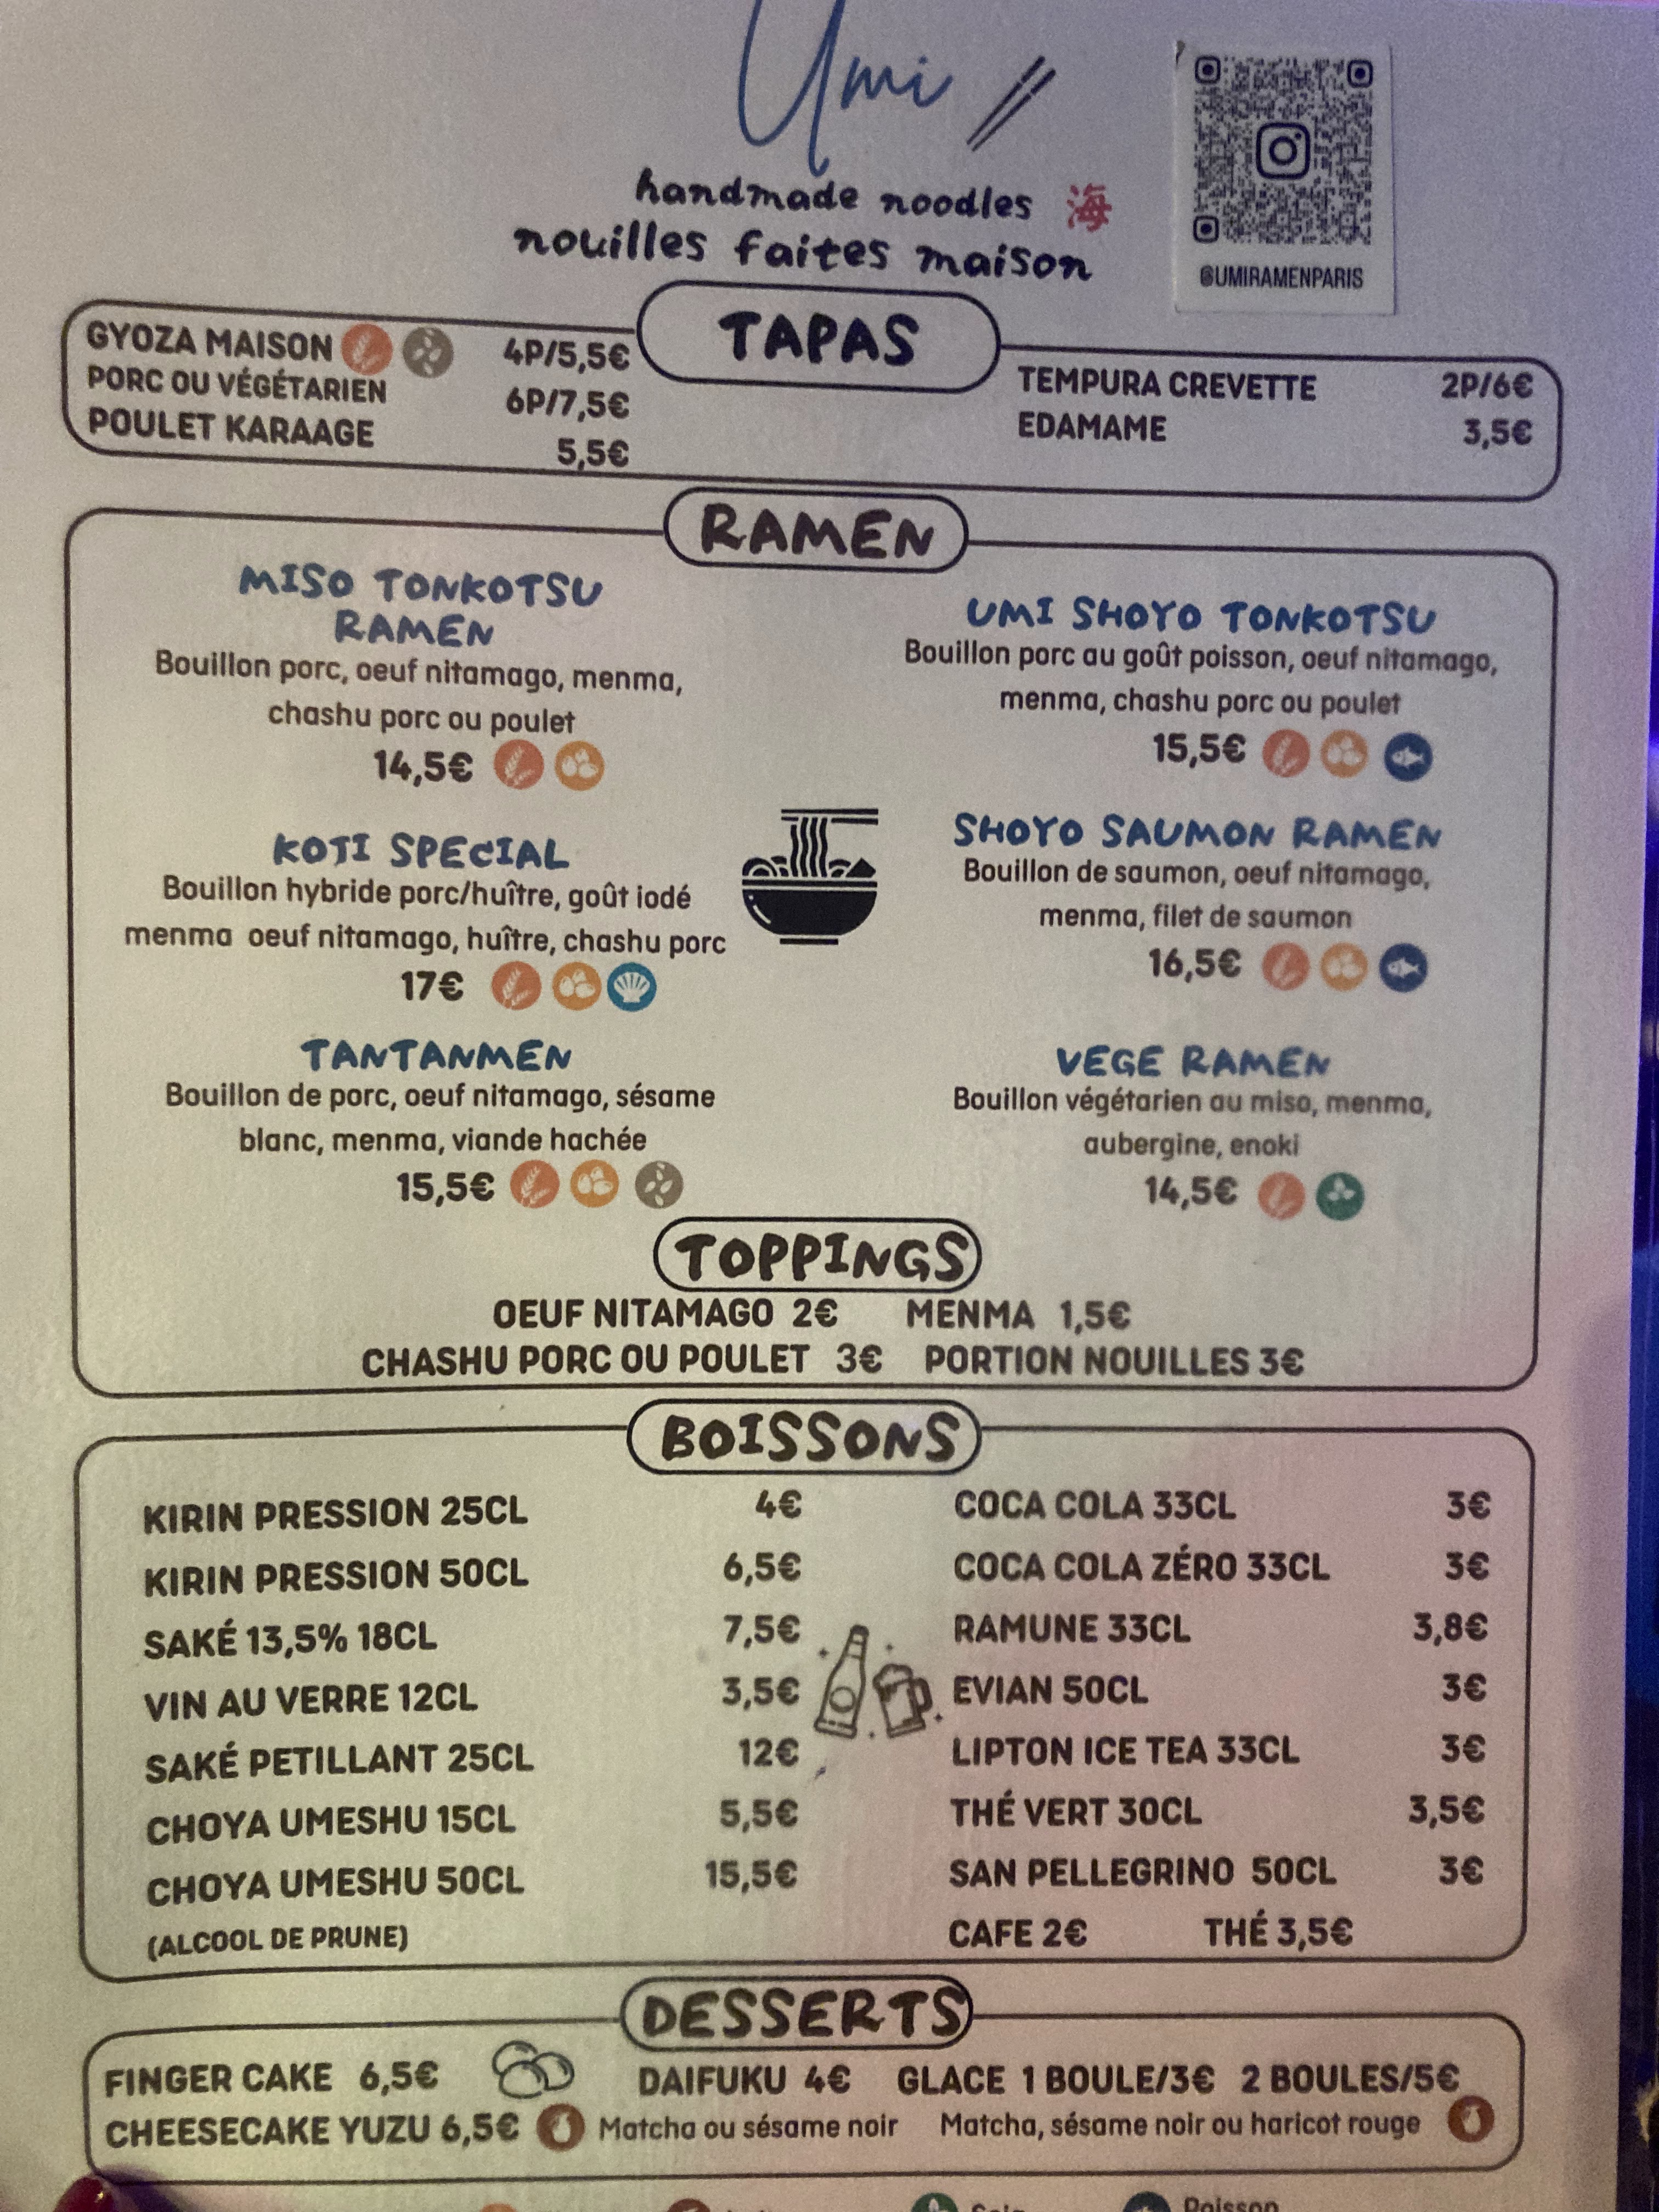 Umi
handmade noodles 海
nouilles faites maison
@UMIRAMENPARIS
TAPAS
GYOZA MAISON 4P/5,5€
PORC OU VÉGÉTARIEN 6P/7,5€
POULET KARAAGE 5,5€
TEMPURA CREVETTE 2P/6€
EDAMAME 3,5€
RAMEN
MISO TONKOTSU
RAMEN
Bouillon porc, oeuf nitamago, menma,
chashu porc ou poulet
14,5€
UMI SHOYO TONKOTSU
Bouillon porc au goût poisson, oeuf nitamago,
menma, chashu porc ou poulet
15,5€
KOJI SPECIAL
Bouillon hybride porc/huître, goût iodé
menma oeuf nitamago, huître, chashu porc
17€
SHOYO SAUMON RAMEN
Bouillon de saumon, oeuf nitamago,
menma, filet de saumon
16,5€
TANTANMEN
Bouillon de porc, oeuf nitamago, sésame
blanc, menma, viande hachée
15,5€
VEGE RAMEN
Bouillon végétarien au miso, menma,
aubergine, enoki
14,5€
TOPPINGS
OEUF NITAMAGO 2€ MENMA 1,5€
CHASHU PORC OU POULET 3€ PORTION NOUILLES 3€
BOISSONS
KIRIN PRESSION 25CL 4€
KIRIN PRESSION 50CL 6,5€
SAKÉ 13,5% 18CL 7,5€
VIN AU VERRE 12CL 3,5€
SAKÉ PETILLANT 25CL 12€
CHOYA UMESHU 15CL 5,5€
CHOYA UMESHU 50CL 15,5€
(ALCOOL DE PRUNE)
COCA COLA 33CL 3€
COCA COLA ZÉRO 33CL 3€
RAMUNE 33CL 3,8€
EVIAN 50CL 3€
LIPTON ICE TEA 33CL 3€
THÉ VERT 30CL 3,5€
SAN PELLEGRINO 50CL 3€
CAFE 2€ THÉ 3,5€
DESSERTS
FINGER CAKE 6,5€ DAIFUKU 4€ GLACE 1 BOULE/3€ 2 BOULES/5€
CHEESECAKE YUZU 6,5€ Matcha ou sésame noir Matcha, sésame noir ou haricot rouge
Soja Poisson